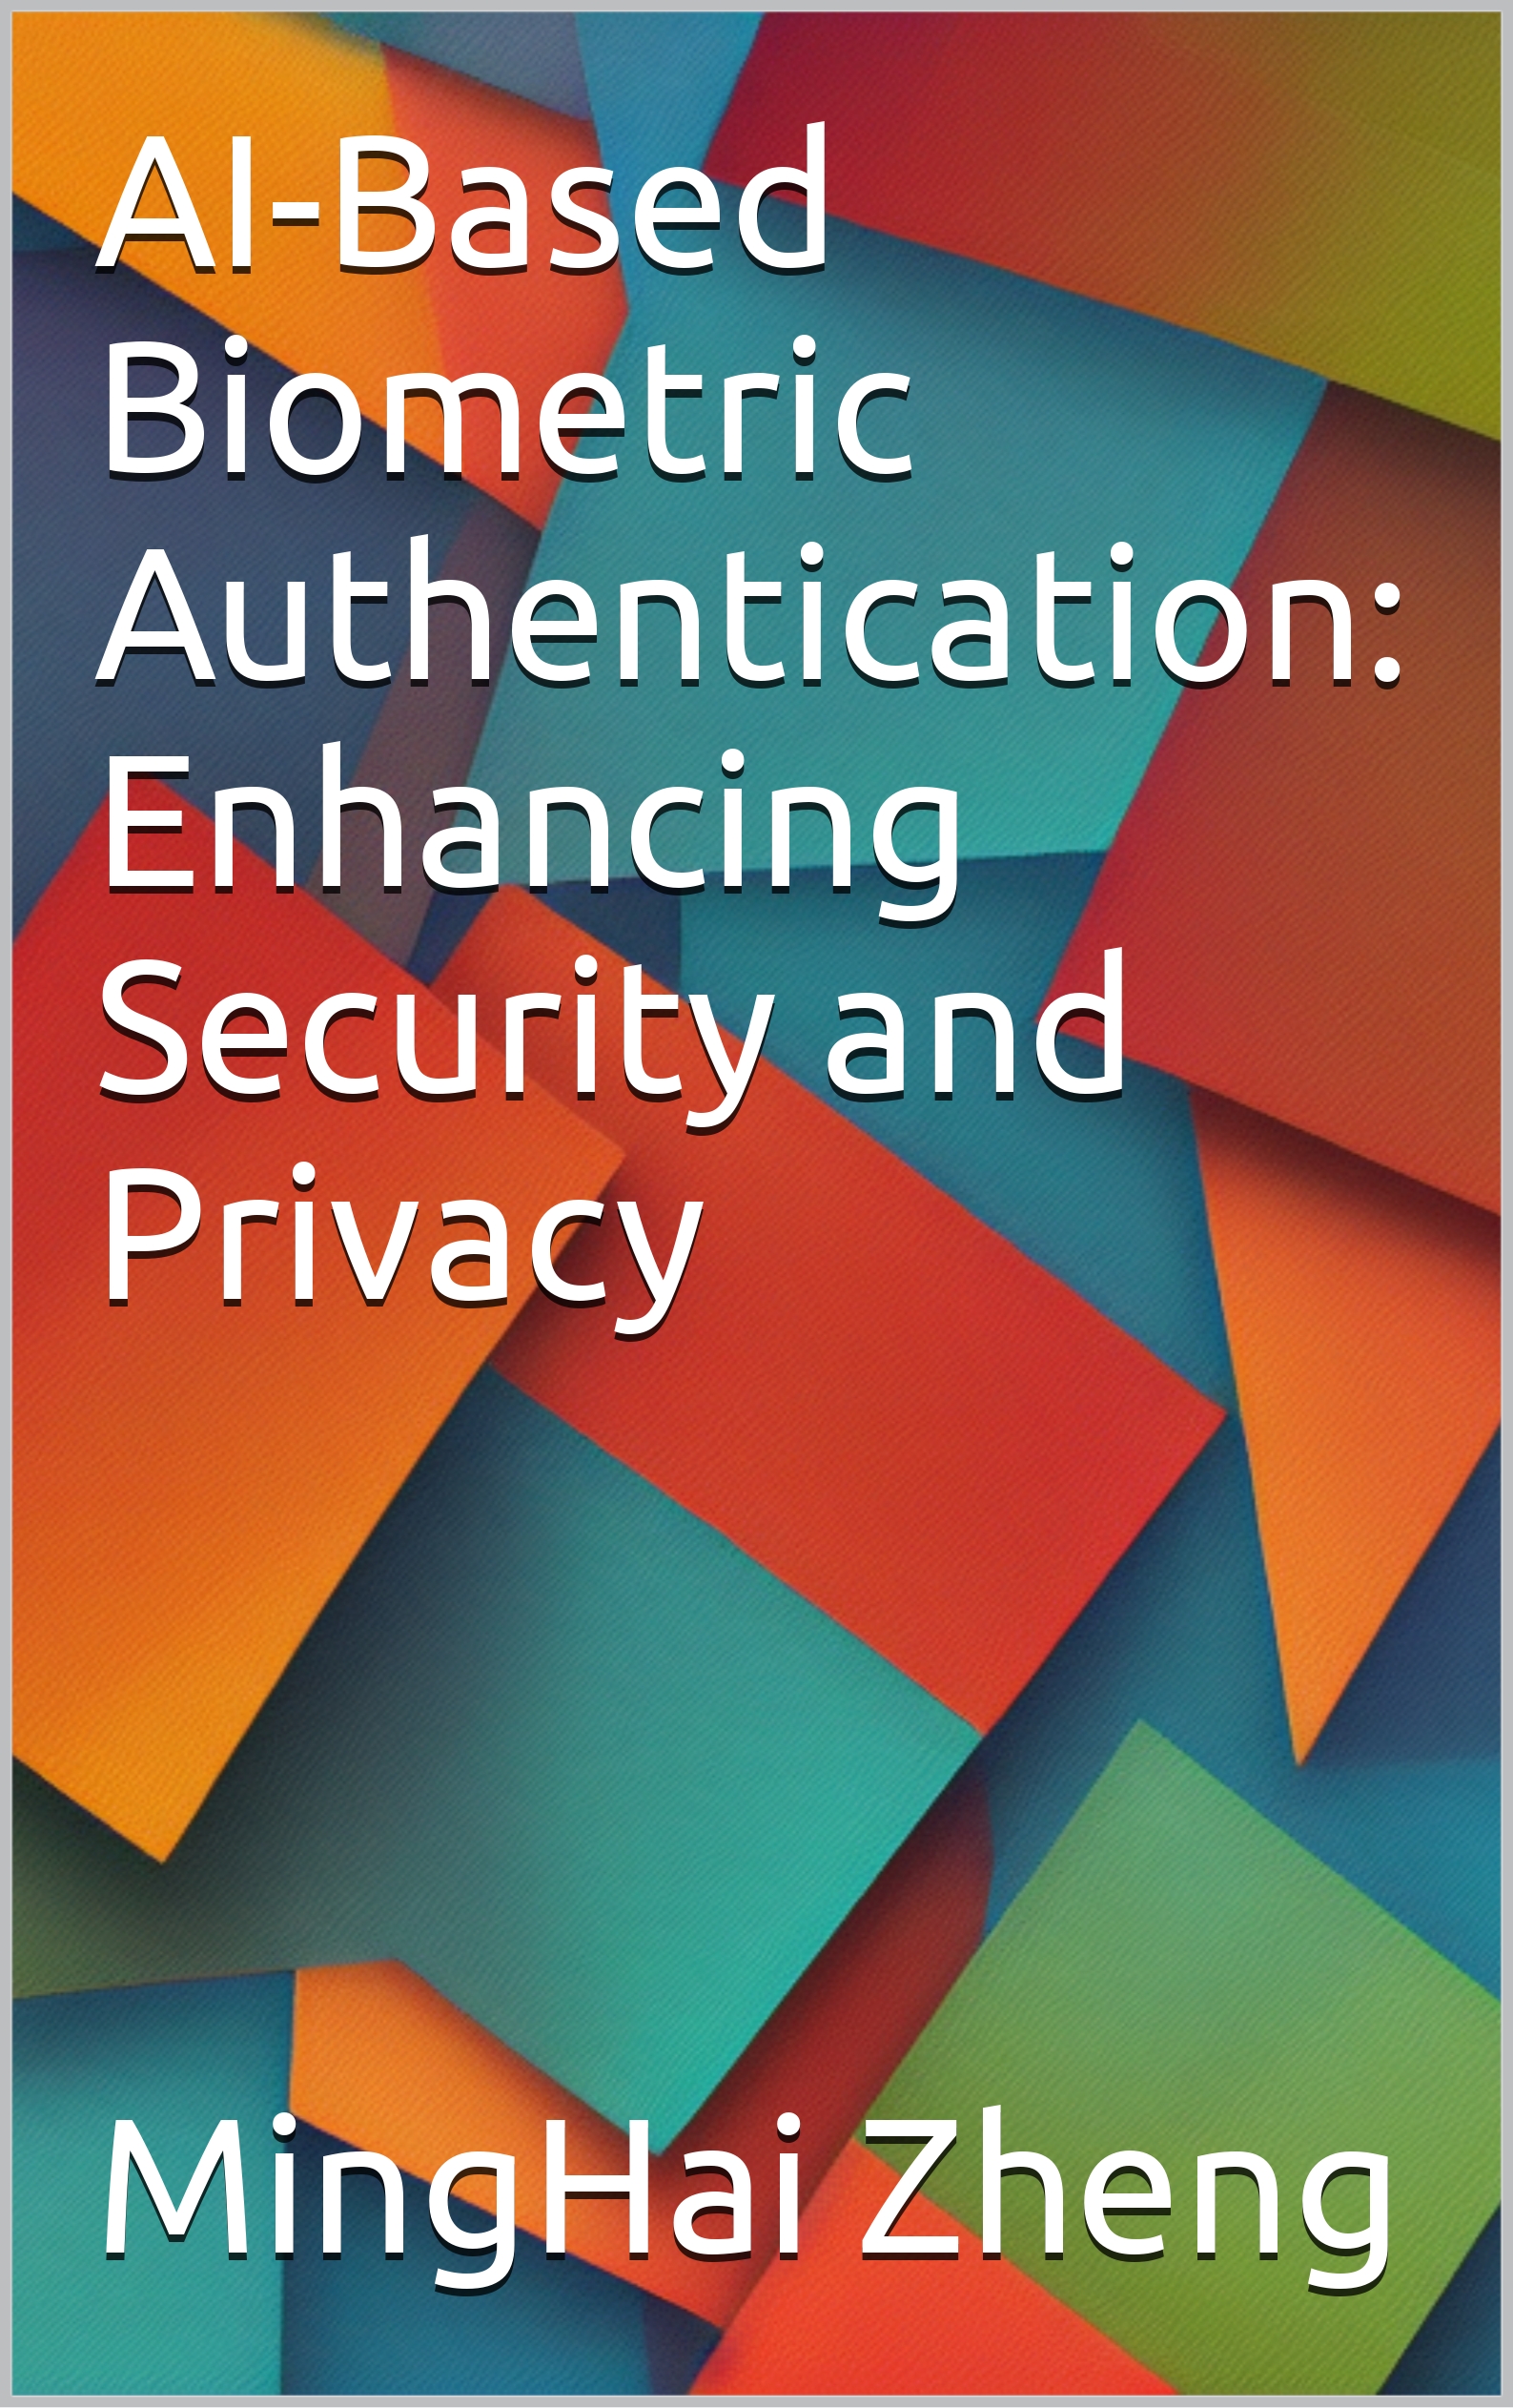 AI-Based
Biometric
Authentication:
Enhancing
Security and
Privacy
MingHai Zheng